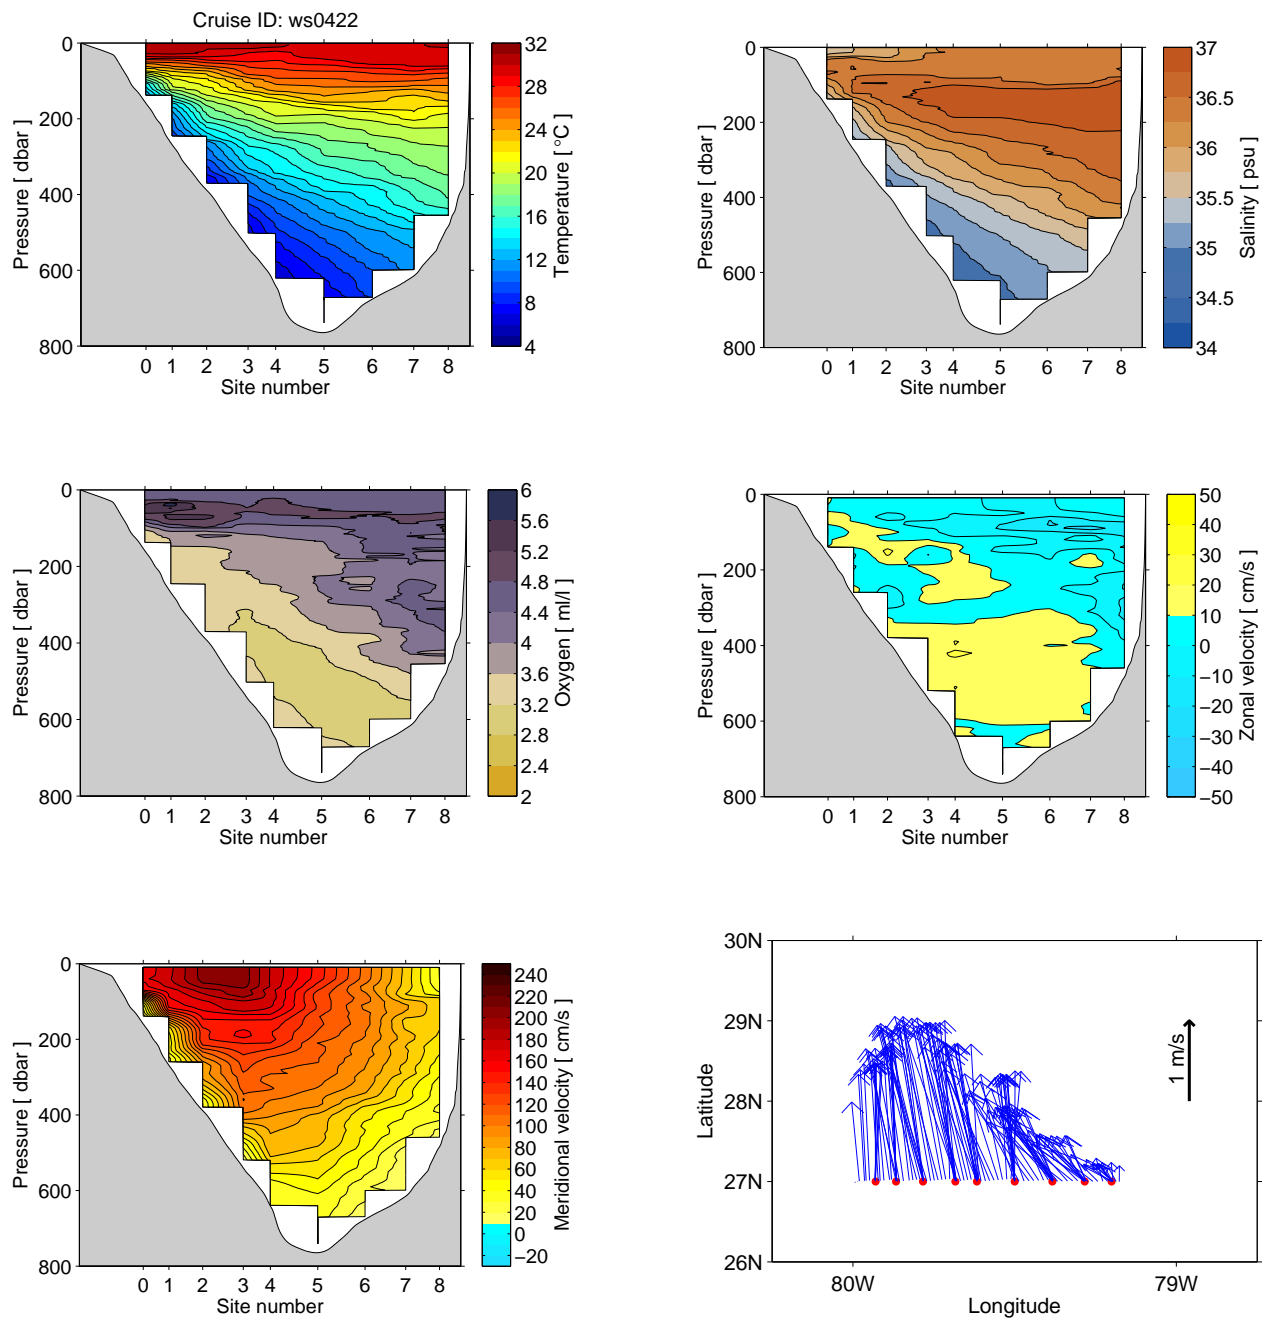 Cruise ID: ws0422
0
200
400
600
800
Pressure [ dbar ]
0 1 2 3 4 5 6 7 8
Site number
32
28
24
20
16
12
8
4
Temperature [ °C ]
0
200
400
600
800
Pressure [ dbar ]
0 1 2 3 4 5 6 7 8
Site number
37
36.5
36
35.5
35
34.5
34
Salinity [ psu ]
0
200
400
600
800
Pressure [ dbar ]
0 1 2 3 4 5 6 7 8
Site number
6
5.6
5.2
4.8
4.4
4
3.6
3.2
2.8
2.4
2
Oxygen [ ml/l ]
0
200
400
600
800
Pressure [ dbar ]
0 1 2 3 4 5 6 7 8
Site number
50
40
30
20
10
0
−10
−20
−30
−40
−50
Zonal velocity [ cm/s ]
0
200
400
600
800
Pressure [ dbar ]
0 1 2 3 4 5 6 7 8
Site number
240
220
200
180
160
140
120
100
80
60
40
20
0
−20
Meridional velocity [ cm/s ]
30N
29N
28N
27N
26N
Latitude
1 m/s
80W 79W
Longitude